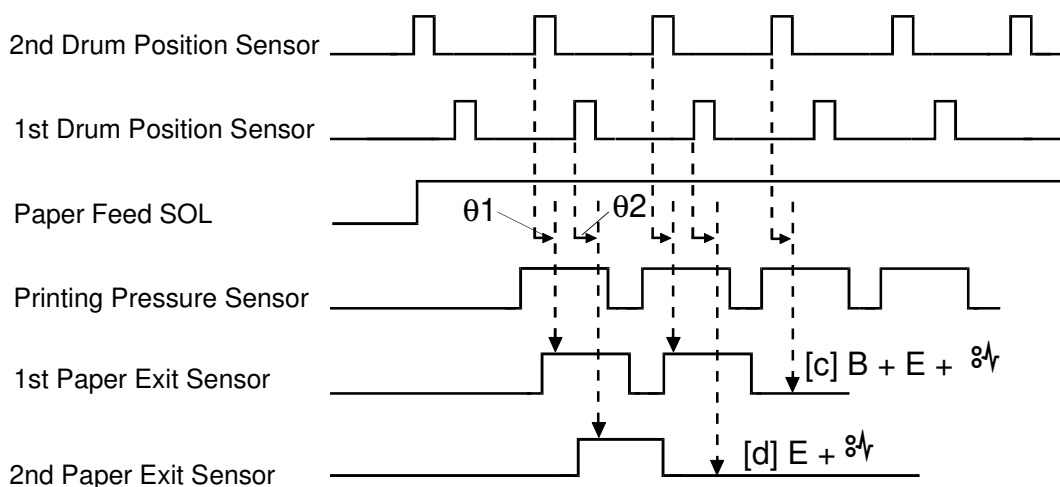 2nd Drum Position Sensor
1st Drum Position Sensor
Paper Feed SOL
θ1
θ2
Printing Pressure Sensor
1st Paper Exit Sensor
[c] B + E +
2nd Paper Exit Sensor
[d] E +